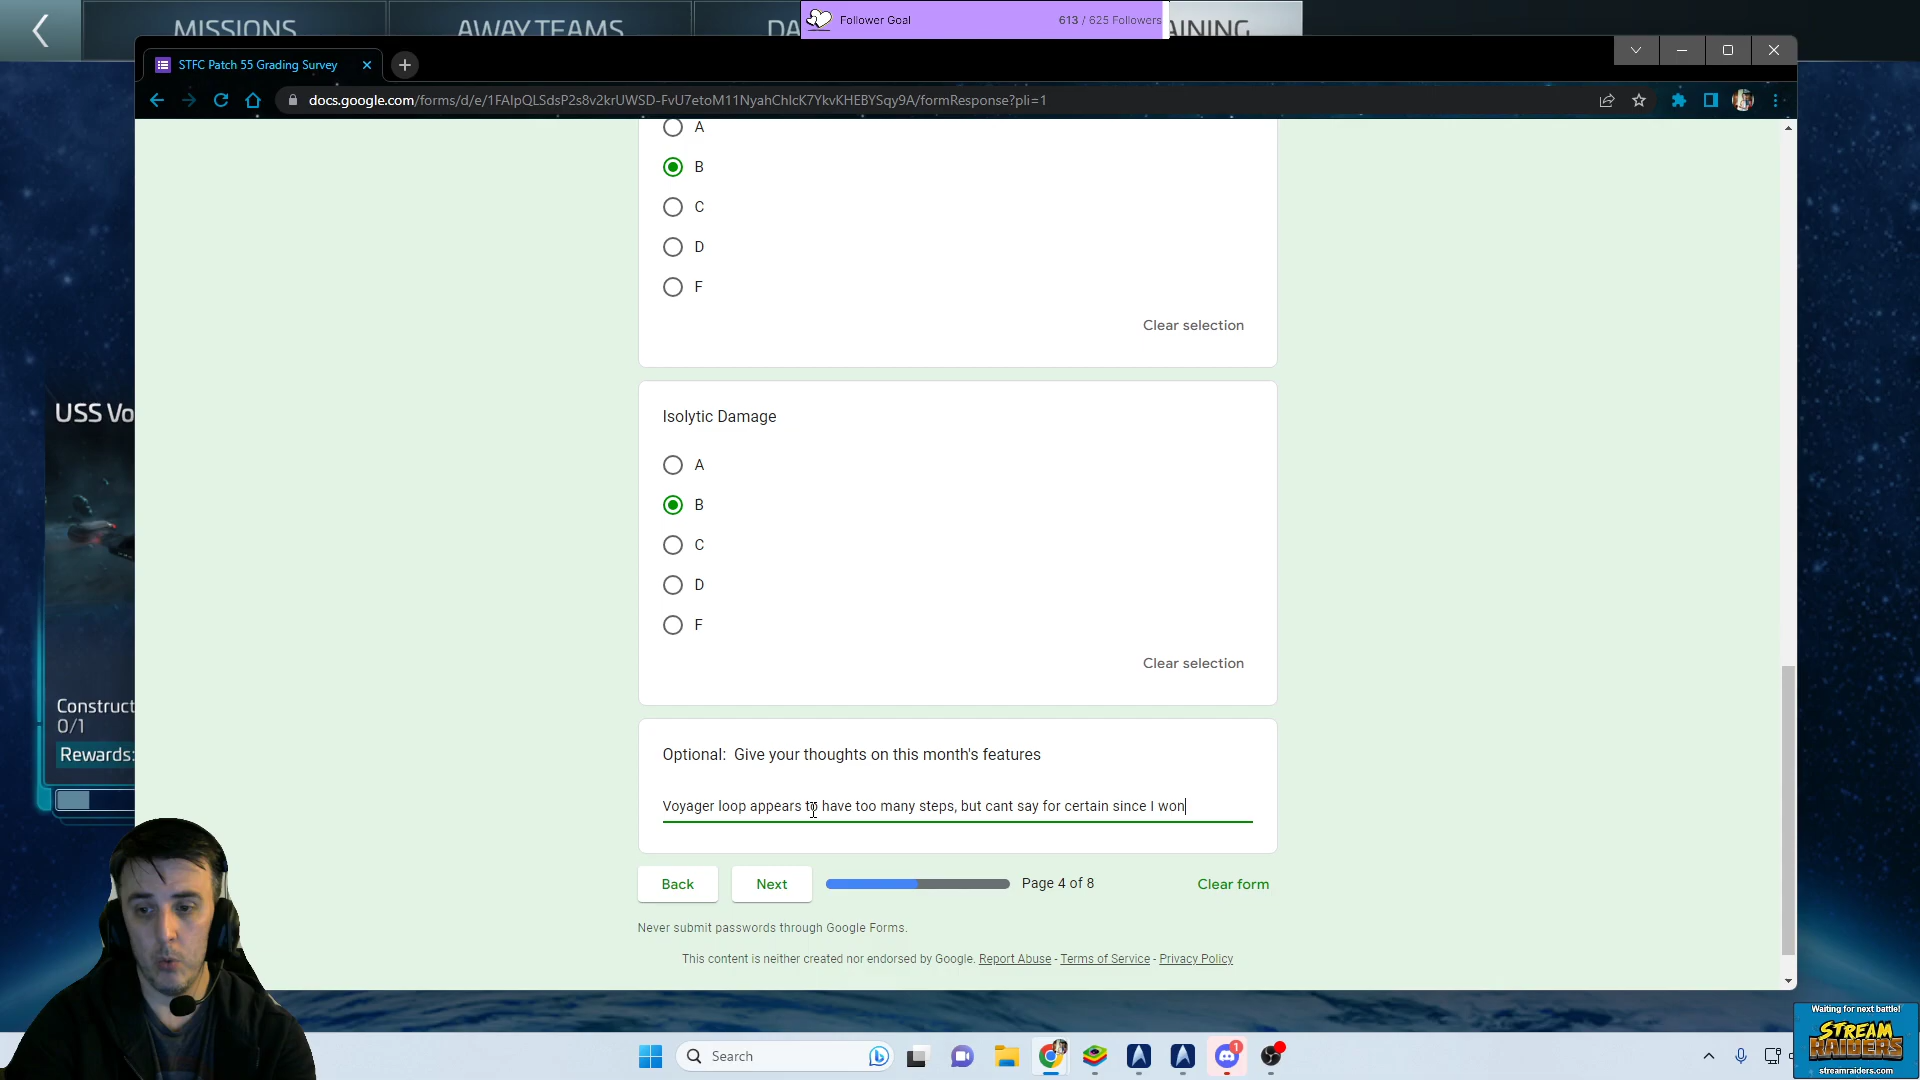 MISSIONS
AWAY TEAMS
DA
AINING
Follower Goal
613 / 625 Followers
STFC Patch 55 Grading Survey
docs.google.com/forms/d/e/1FAIpQLSdsP2s8v2krUWSD-FvU7etoM11NyahChIcK7YkvKHEBYSqy9A/formResponse?pli=1
A
B
C
D
F
Clear selection
Isolytic Damage
A
B
C
D
F
Clear selection
Optional: Give your thoughts on this month's features
Voyager loop appears to have too many steps, but cant say for certain since I won
Back
Next
Page 4 of 8
Clear form
Never submit passwords through Google Forms.
This content is neither created nor endorsed by Google. Report Abuse - Terms of Service - Privacy Policy
USS Vo
Construct
0/1
Rewards:
Search
1
Waiting for next battle!
STREAM
RAIDERS
streamraiders.com